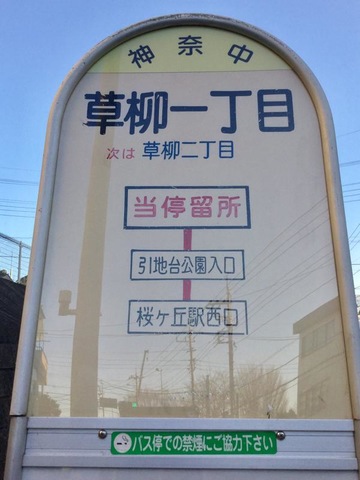 神奈中
草柳一丁目
次は 草柳二丁目
当停留所
引地台公園入口
桜ヶ丘駅西口
バス停での禁煙にご協力下さい